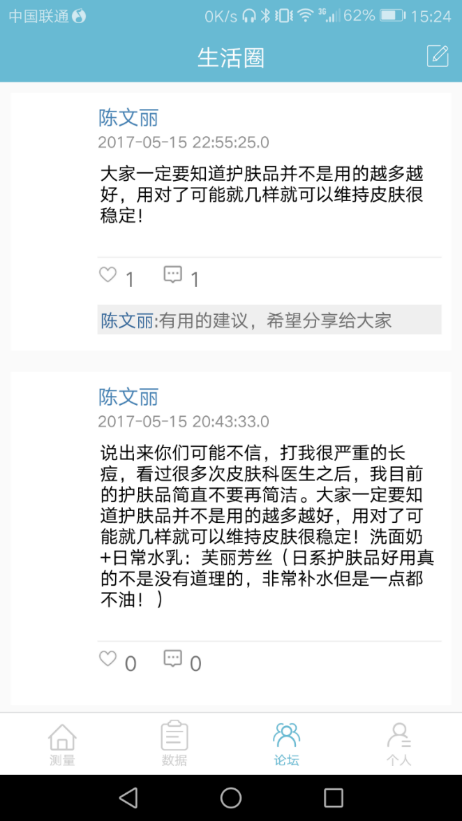 中国联通 0K/s 3G 62% 15:24
生活圈
陈文丽
2017-05-15 22:55:25.0
大家一定要知道护肤品并不是用的越多越
好，用对了可能就几样就可以维持皮肤很
稳定！
1 1
陈文丽:有用的建议，希望分享给大家
陈文丽
2017-05-15 20:43:33.0
说出来你们可能不信，打我很严重的长
痘，看过很多次皮肤科医生之后，我目前
的护肤品简直不要再简洁。大家一定要知
道护肤品并不是用的越多越好，用对了可
能就几样就可以维持皮肤很稳定！洗面奶
+日常水乳：芙丽芳丝（日系护肤品好用真
的不是没有道理的，非常补水但是一点都
不油！）
0 0
测量 数据 论坛 个人